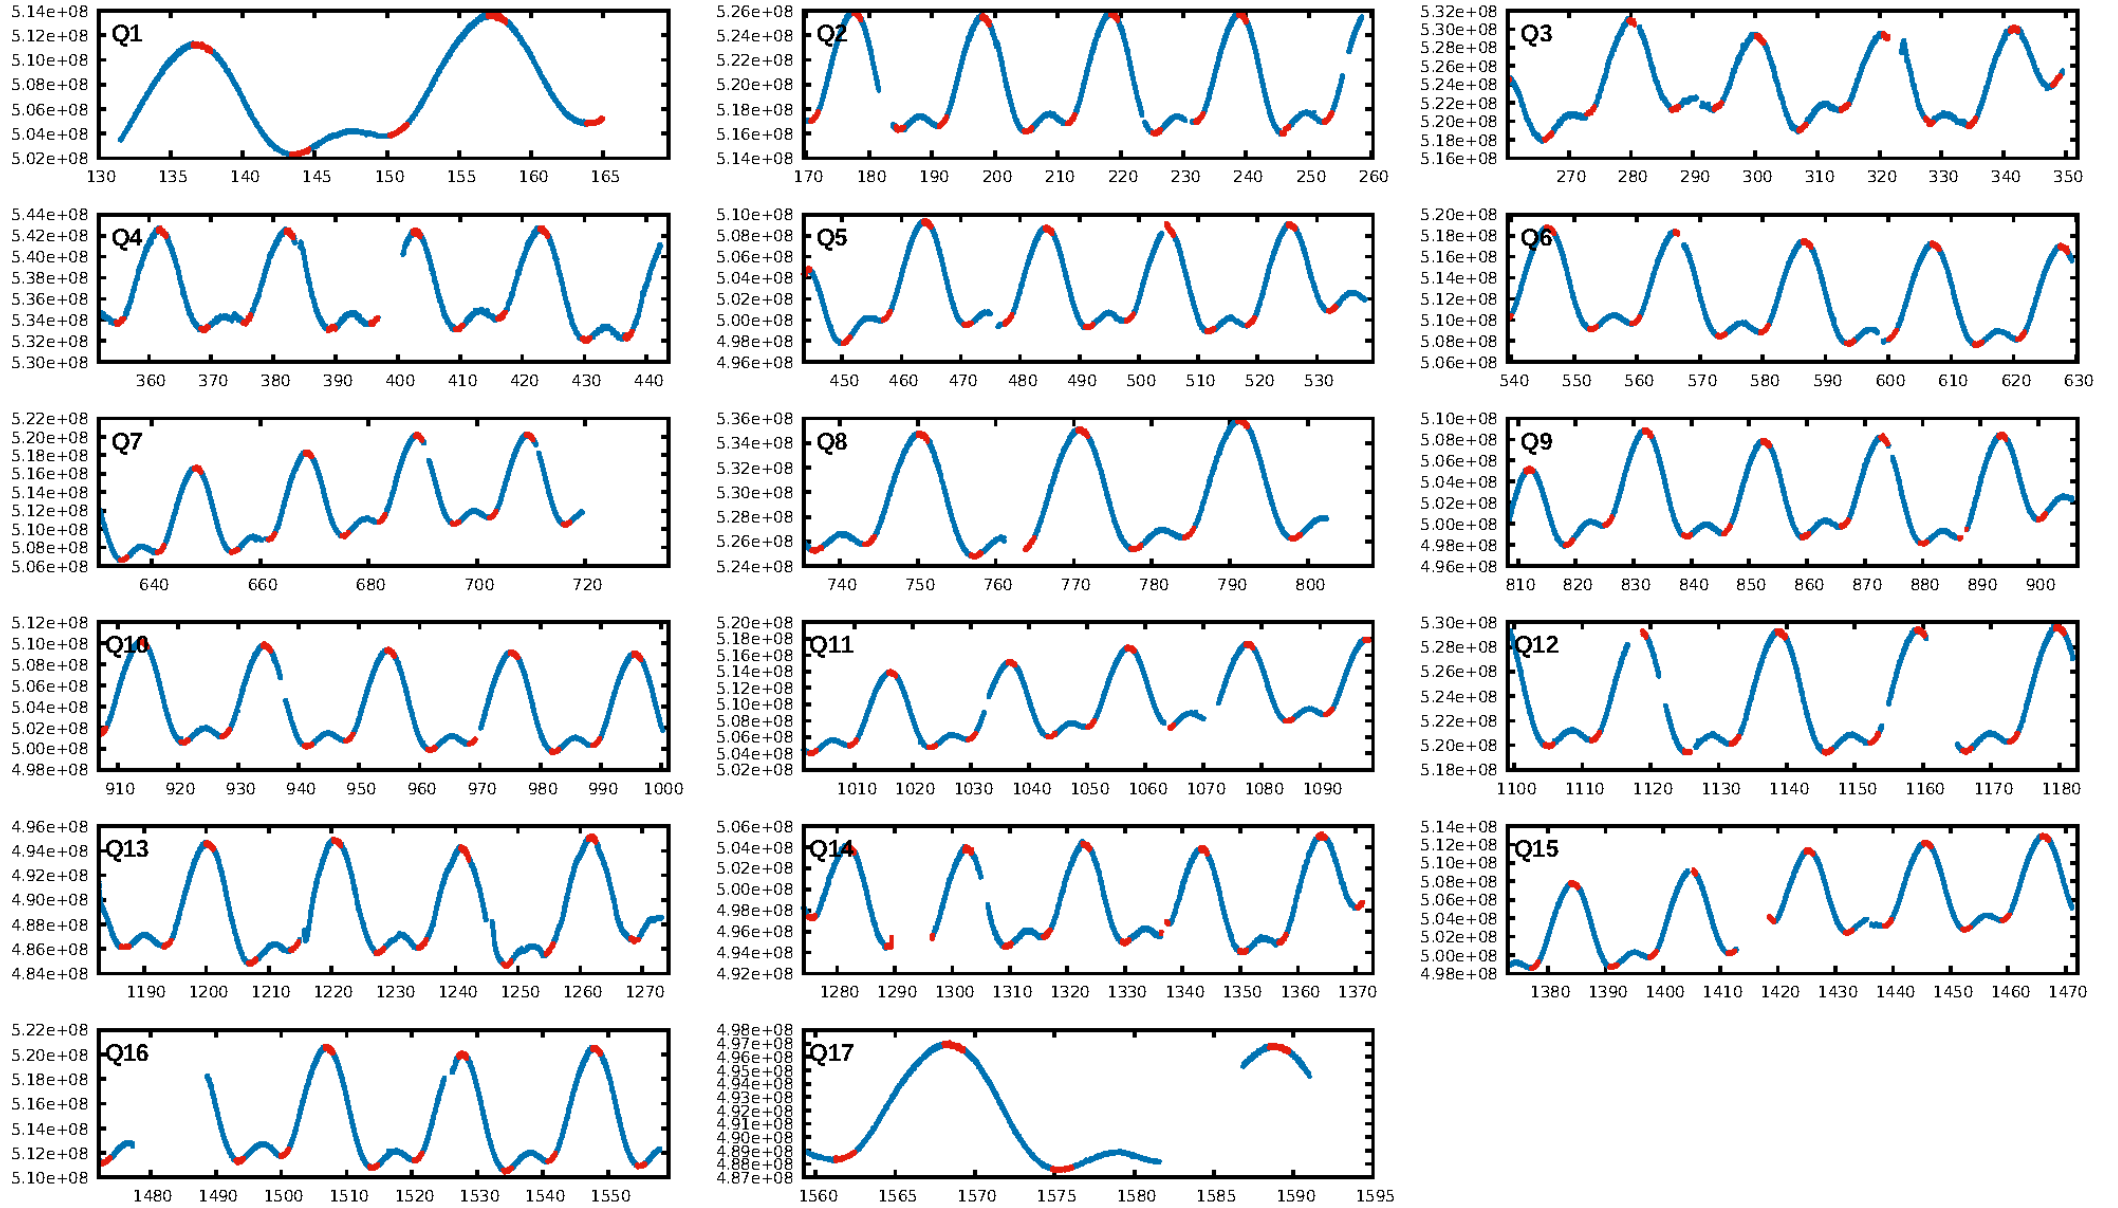 Q1
5.14e+08
5.12e+08
5.10e+08
5.08e+08
5.06e+08
5.04e+08
5.02e+08
130 135 140 145 150 155 160 165
Q2
5.26e+08
5.24e+08
5.22e+08
5.20e+08
5.18e+08
5.16e+08
5.14e+08
170 180 190 200 210 220 230 240 250 260
Q3
5.32e+08
5.30e+08
5.28e+08
5.26e+08
5.24e+08
5.22e+08
5.20e+08
5.18e+08
5.16e+08
270 280 290 300 310 320 330 340 350
Q4
5.44e+08
5.42e+08
5.40e+08
5.38e+08
5.36e+08
5.34e+08
5.32e+08
5.30e+08
360 370 380 390 400 410 420 430 440
Q5
5.10e+08
5.08e+08
5.06e+08
5.04e+08
5.02e+08
5.00e+08
4.98e+08
4.96e+08
450 460 470 480 490 500 510 520 530
Q6
5.20e+08
5.18e+08
5.16e+08
5.14e+08
5.12e+08
5.10e+08
5.08e+08
5.06e+08
540 550 560 570 580 590 600 610 620 630
Q7
5.22e+08
5.20e+08
5.18e+08
5.16e+08
5.14e+08
5.12e+08
5.10e+08
5.08e+08
5.06e+08
640 660 680 700 720
Q8
5.36e+08
5.34e+08
5.32e+08
5.30e+08
5.28e+08
5.26e+08
5.24e+08
740 750 760 770 780 790 800
Q9
5.10e+08
5.08e+08
5.06e+08
5.04e+08
5.02e+08
5.00e+08
4.98e+08
4.96e+08
810 820 830 840 850 860 870 880 890 900
Q10
5.12e+08
5.10e+08
5.08e+08
5.06e+08
5.04e+08
5.02e+08
5.00e+08
4.98e+08
910 920 930 940 950 960 970 980 990 1000
Q11
5.20e+08
5.18e+08
5.16e+08
5.14e+08
5.12e+08
5.10e+08
5.08e+08
5.06e+08
5.04e+08
5.02e+08
1010 1020 1030 1040 1050 1060 1070 1080 1090
Q12
5.30e+08
5.28e+08
5.26e+08
5.24e+08
5.22e+08
5.20e+08
5.18e+08
1100 1110 1120 1130 1140 1150 1160 1170 1180
Q13
4.96e+08
4.94e+08
4.92e+08
4.90e+08
4.88e+08
4.86e+08
4.84e+08
1190 1200 1210 1220 1230 1240 1250 1260 1270
Q14
5.06e+08
5.04e+08
5.02e+08
5.00e+08
4.98e+08
4.96e+08
4.94e+08
4.92e+08
1280 1290 1300 1310 1320 1330 1340 1350 1360 1370
Q15
5.14e+08
5.12e+08
5.10e+08
5.08e+08
5.06e+08
5.04e+08
5.02e+08
5.00e+08
4.98e+08
1380 1390 1400 1410 1420 1430 1440 1450 1460 1470
Q16
5.22e+08
5.20e+08
5.18e+08
5.16e+08
5.14e+08
5.12e+08
5.10e+08
1480 1490 1500 1510 1520 1530 1540 1550
Q17
4.98e+08
4.97e+08
4.96e+08
4.95e+08
4.94e+08
4.93e+08
4.92e+08
4.91e+08
4.90e+08
4.89e+08
4.88e+08
4.87e+08
1560 1565 1570 1575 1580 1585 1590 1595